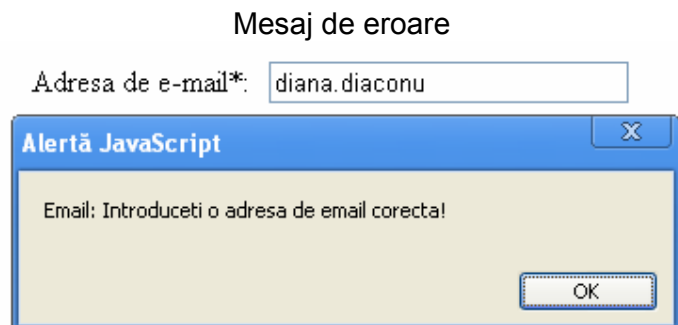 Mesaj de eroare
Adresa de e-mail*: diana.diaconu
Alertă JavaScript
Email: Introduceti o adresa de email corecta!
OK